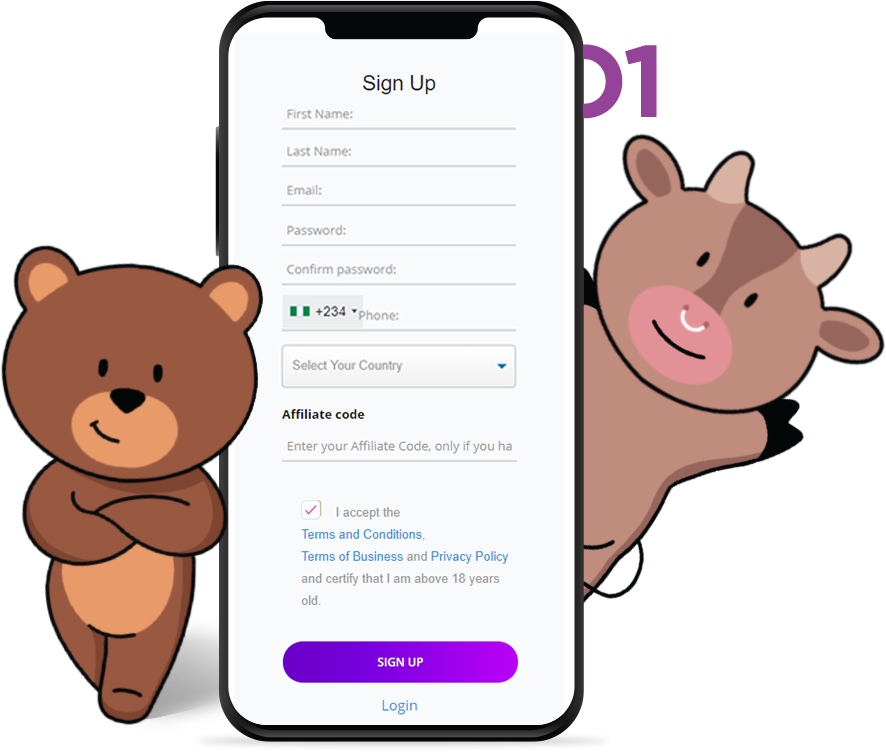 01
Sign Up
First Name:
Last Name:
Email:
Password:
Confirm password:
+234 Phone:
Select Your Country
Affiliate code
Enter your Affiliate Code, only if you ha
I accept the
Terms and Conditions,
Terms of Business and Privacy Policy
and certify that I am above 18 years
old.
SIGN UP
Login